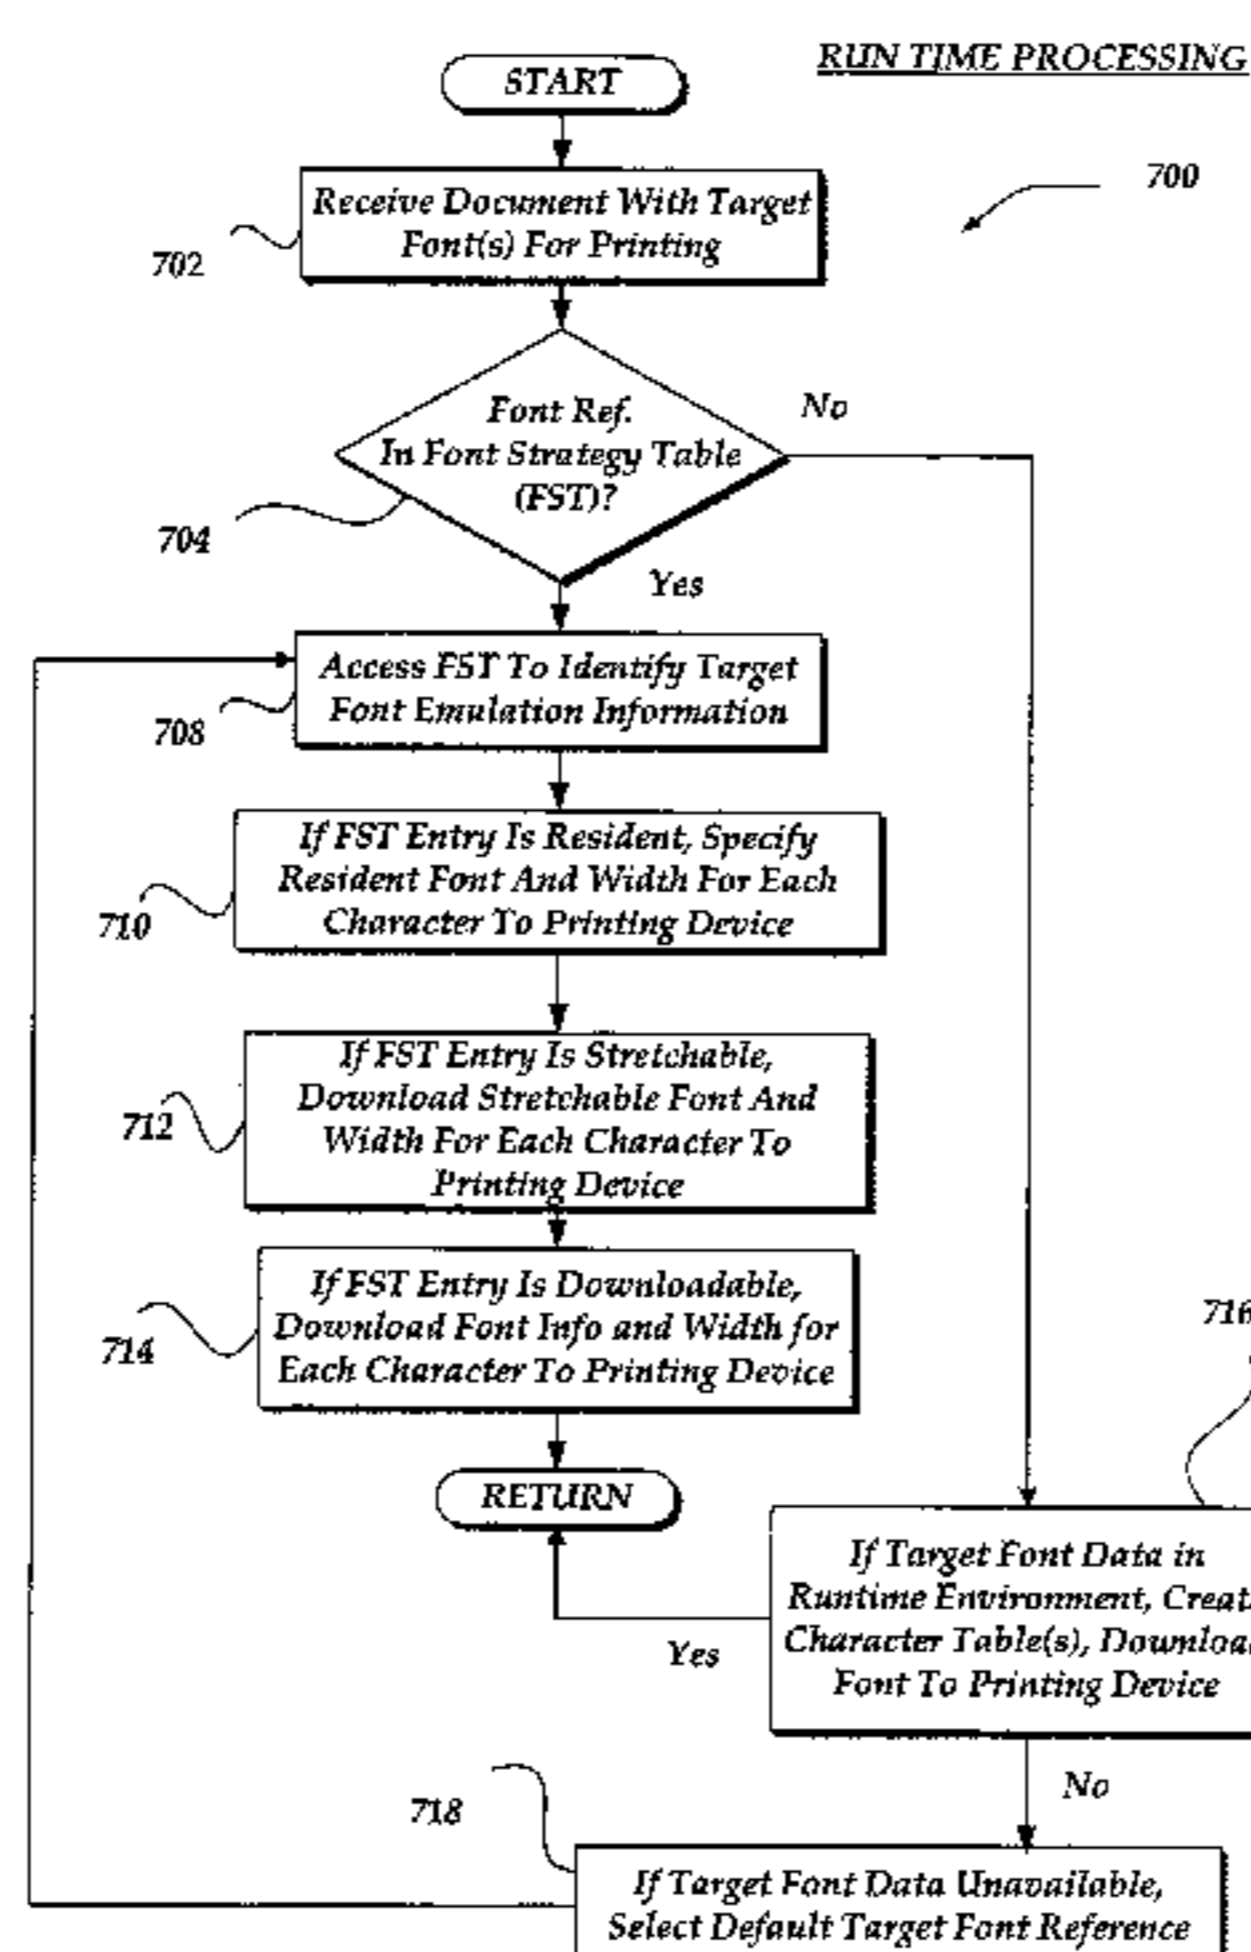 RUN TIME PROCESSING
START
700
Receive Document With Target
Font(s) For Printing
702
No
Font Ref.
In Font Strategy Table
(FST)?
704
Yes
Access FST To Identify Target
Font Emulation Information
708
If FST Entry Is Resident, Specify
Resident Font And Width For Each
Character To Printing Device
710
If FST Entry Is Stretchable,
Download Stretchable Font And
Width For Each Character To
Printing Device
712
If FST Entry Is Downloadable,
Download Font Info and Width for
Each Character To Printing Device
714
716
RETURN
If Target Font Data in
Runtime Environment, Creat
Character Table(s), Downloa
Font To Printing Device
Yes
No
718
If Target Font Data Unavailable,
Select Default Target Font Reference